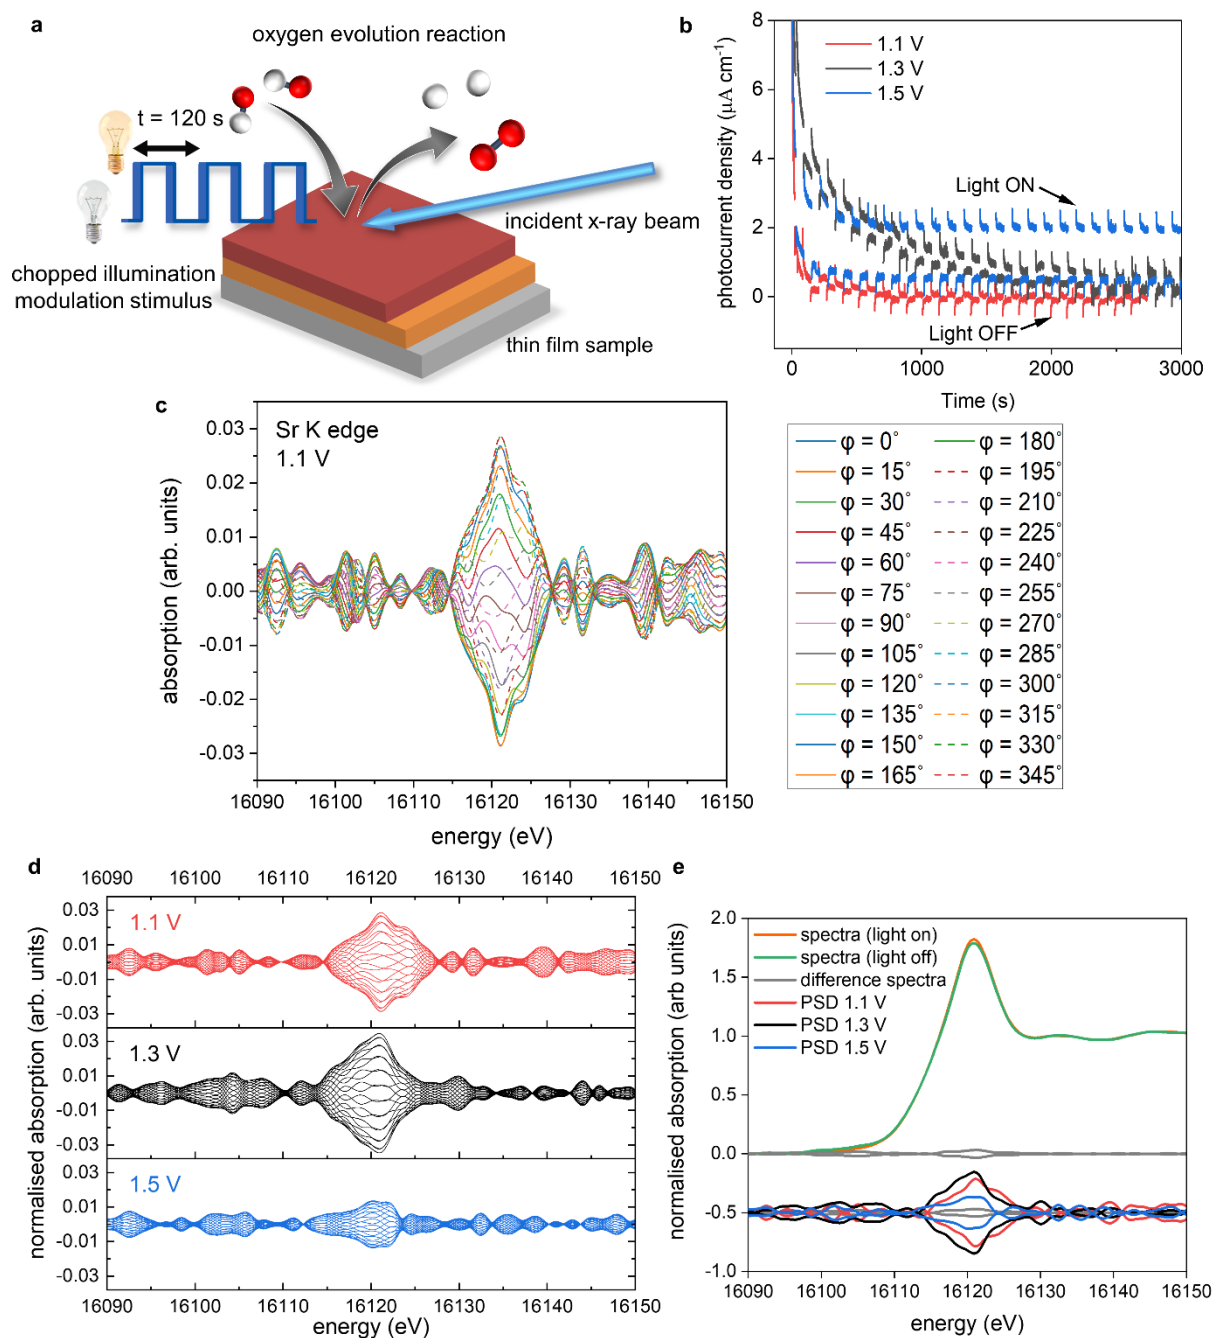 a
oxygen evolution reaction
t = 120 s
incident x-ray beam
chopped illumination
modulation stimulus
thin film sample
b
8
6
4
2
0
photocurrent density (μA cm⁻¹)
1.1 V
1.3 V
1.5 V
Light ON
Light OFF
0
1000
2000
3000
Time (s)
c
Sr K edge
1.1 V
0.03
0.02
0.01
0.00
-0.01
-0.02
-0.03
absorption (arb. units)
16090 16100 16110 16120 16130 16140 16150
energy (eV)
φ = 0° φ = 180°
φ = 15° φ = 195°
φ = 30° φ = 210°
φ = 45° φ = 225°
φ = 60° φ = 240°
φ = 75° φ = 255°
φ = 90° φ = 270°
φ = 105° φ = 285°
φ = 120° φ = 300°
φ = 135° φ = 315°
φ = 150° φ = 330°
φ = 165° φ = 345°
d
16090 16100 16110 16120 16130 16140 16150
1.1 V
0.03
0.01
-0.01
-0.03
1.3 V
0.03
0.01
-0.01
-0.03
1.5 V
0.03
0.01
-0.01
-0.03
normalised absorption (arb. units)
16090 16100 16110 16120 16130 16140 16150
energy (eV)
e
2.0
1.5
1.0
0.5
0.0
-0.5
-1.0
normalised absorption (arb units)
spectra (light on)
spectra (light off)
difference spectra
PSD 1.1 V
PSD 1.3 V
PSD 1.5 V
16090 16100 16110 16120 16130 16140 16150
energy (eV)